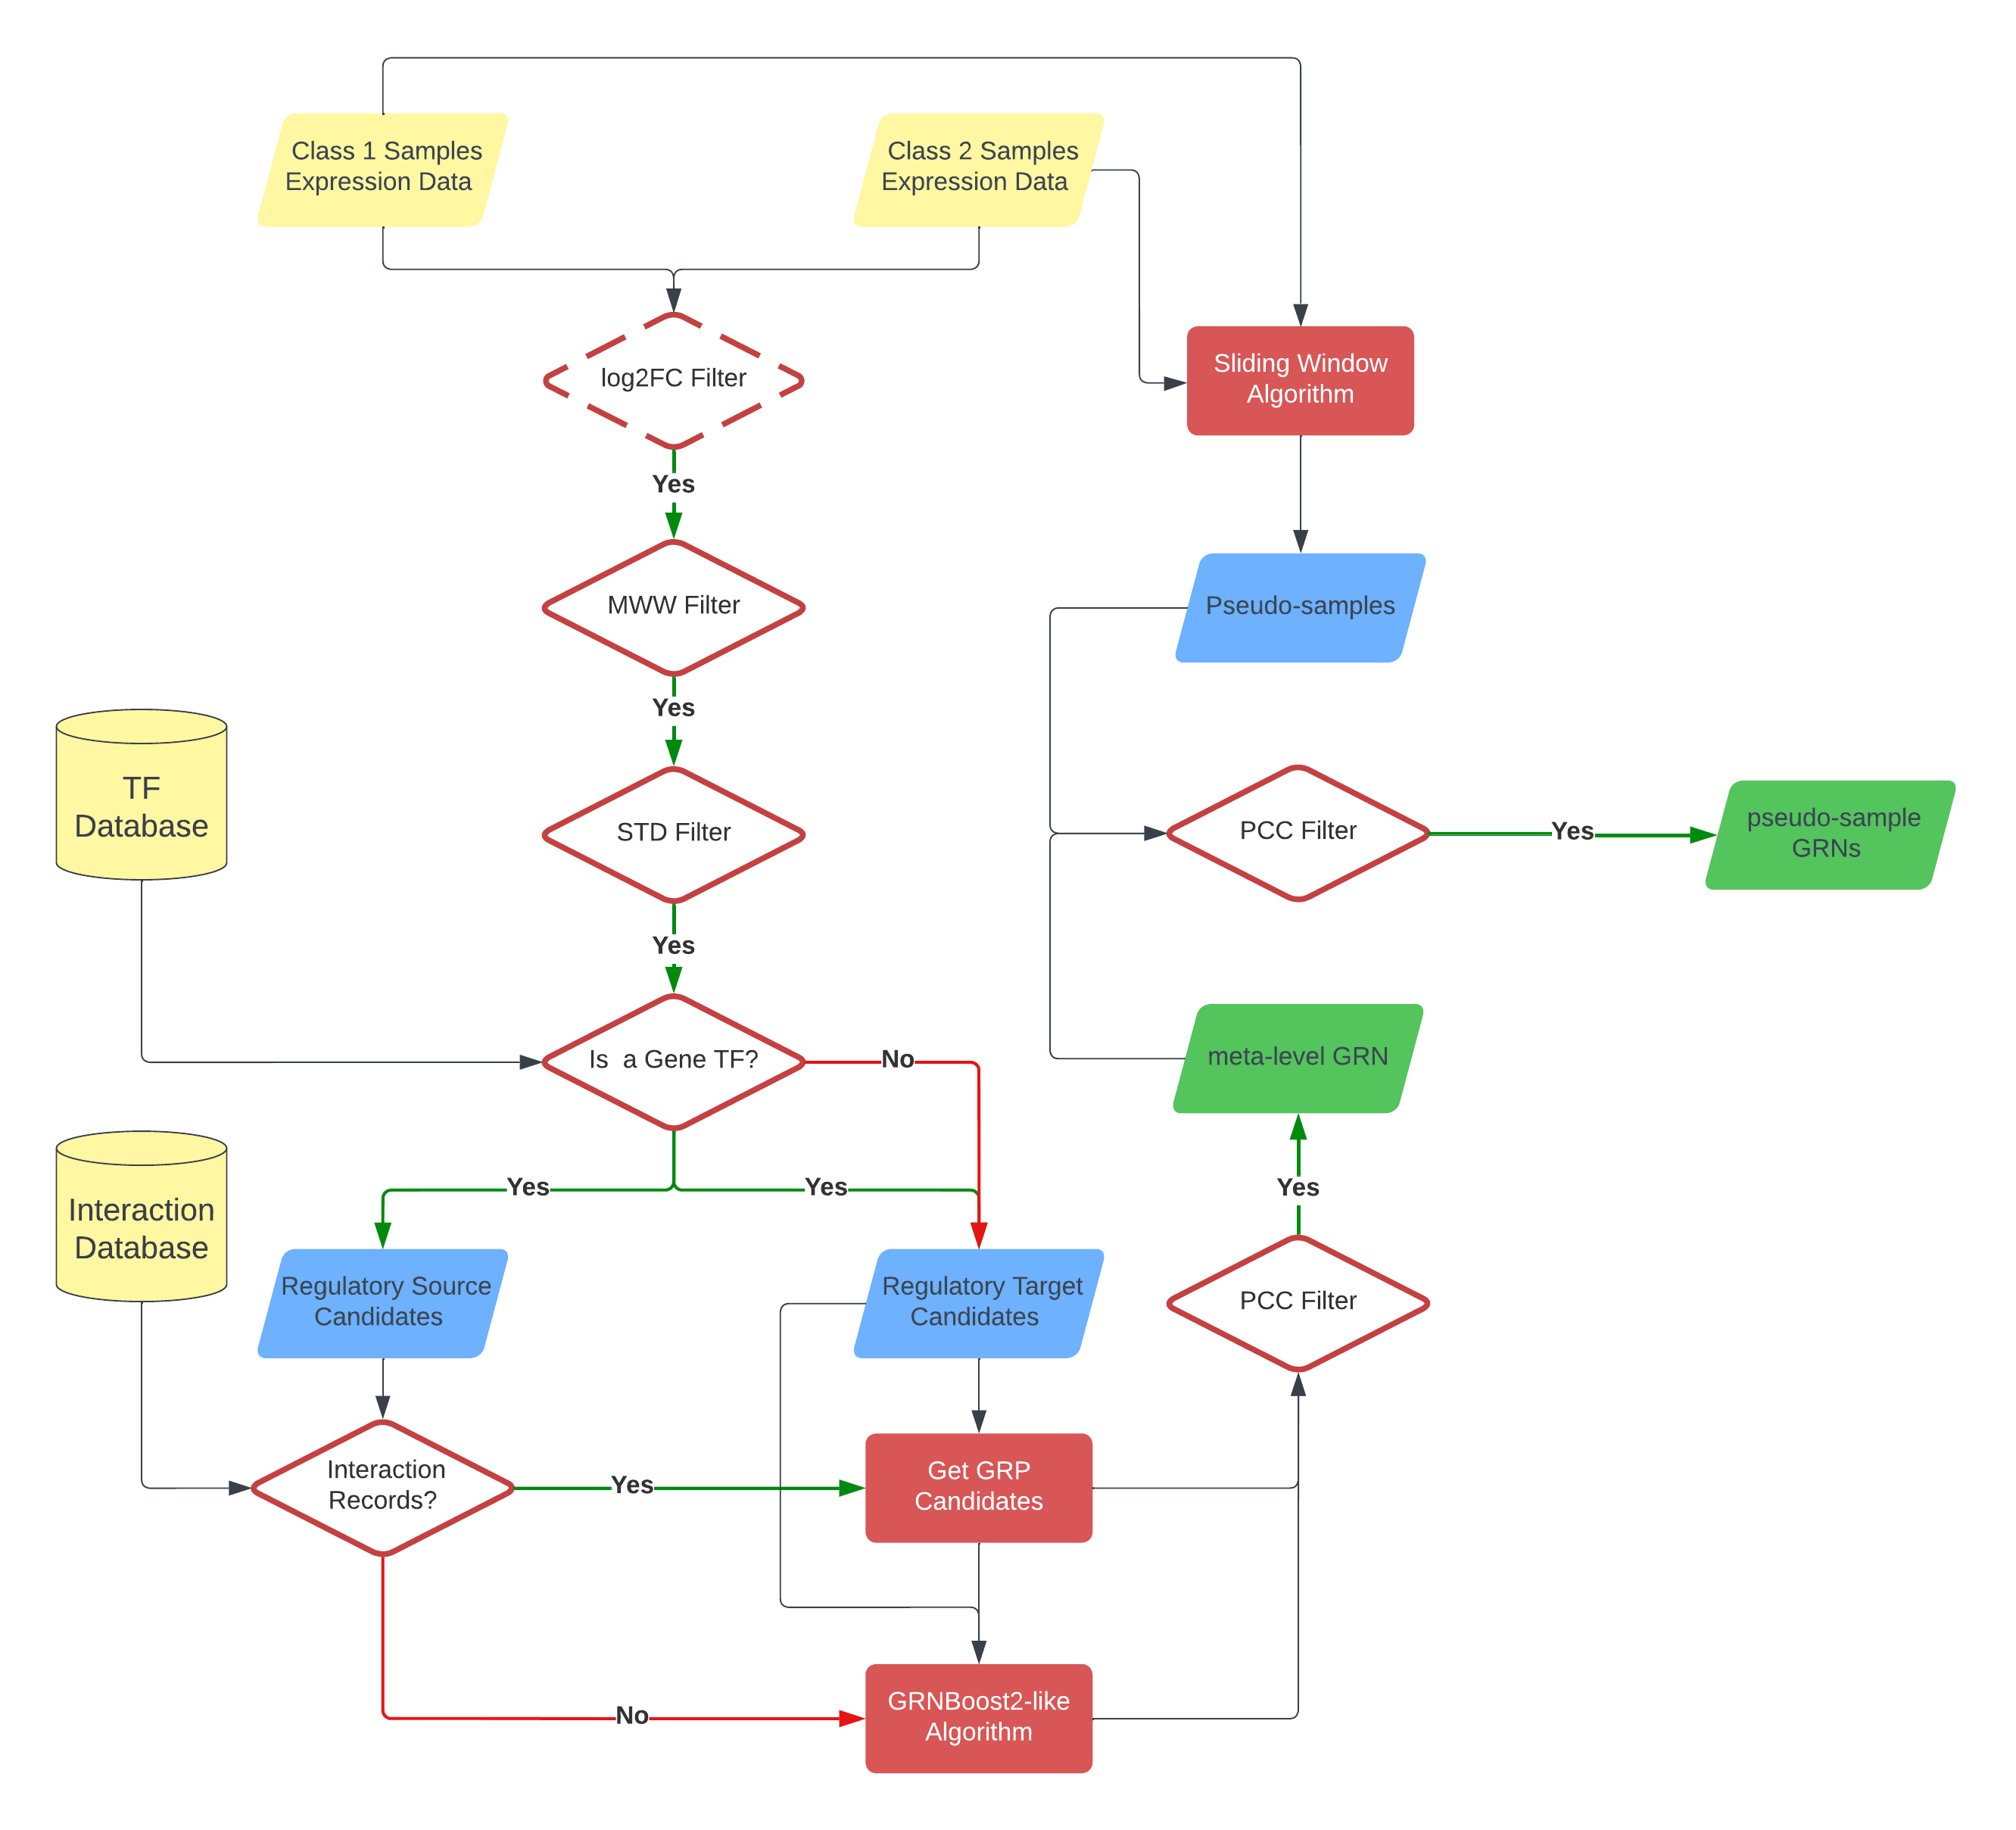 Class 1 Samples
Expression Data
Class 2 Samples
Expression Data
log2FC Filter
Sliding Window
Algorithm
Yes
MWW Filter
Pseudo-samples
Yes
TF
Database
STD Filter
PCC Filter
Yes
pseudo-sample
GRNs
Yes
Is  a Gene TF?
No
meta-level GRN
Yes
Yes
Yes
Interaction
Database
Regulatory Source
Candidates
Regulatory Target
Candidates
PCC Filter
Interaction
Records?
Yes
Get GRP
Candidates
No
GRNBoost2-like
Algorithm